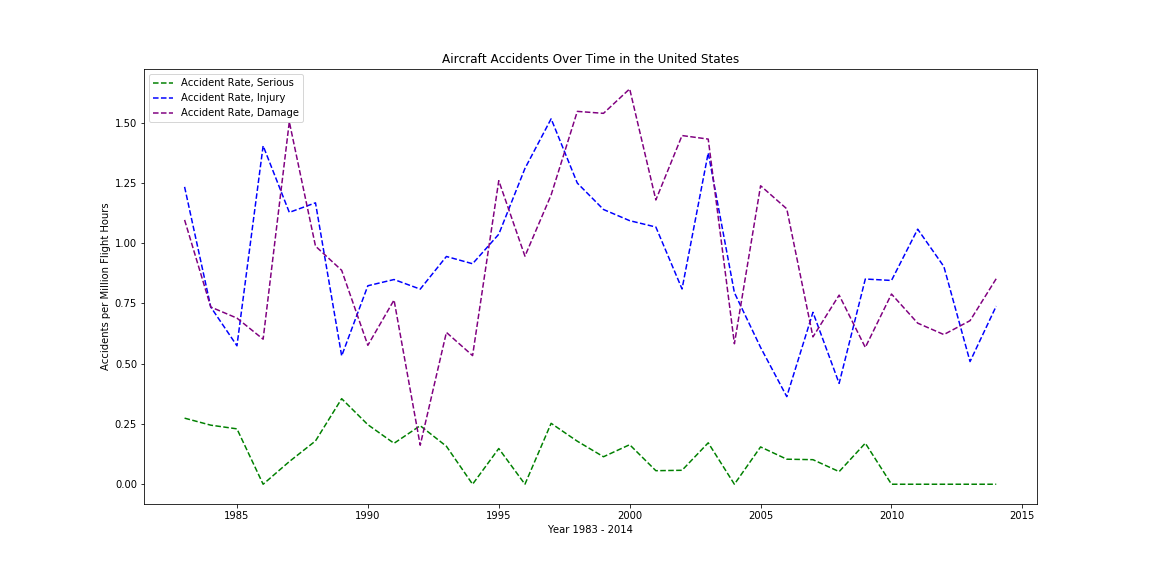 Aircraft Accidents Over Time in the United States
Accident Rate, Serious
Accident Rate, Injury
Accident Rate, Damage
Accidents per Million Flight Hours
1.50
1.25
1.00
0.75
0.50
0.25
0.00
1985 1990 1995 2000 2005 2010 2015
Year 1983 - 2014